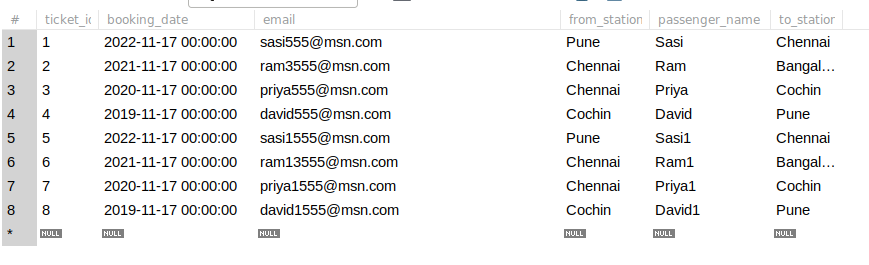 # ticket_ic booking_date email from_station passenger_name to_station
1 1 2022-11-17 00:00:00 sasi555@msn.com Pune Sasi Chennai
2 2 2021-11-17 00:00:00 ram3555@msn.com Chennai Ram Bangal...
3 3 2020-11-17 00:00:00 priya555@msn.com Chennai Priya Cochin
4 4 2019-11-17 00:00:00 david555@msn.com Cochin David Pune
5 5 2022-11-17 00:00:00 sasi1555@msn.com Pune Sasi1 Chennai
6 6 2021-11-17 00:00:00 ram13555@msn.com Chennai Ram1 Bangal...
7 7 2020-11-17 00:00:00 priya1555@msn.com Chennai Priya1 Cochin
8 8 2019-11-17 00:00:00 david1555@msn.com Cochin David1 Pune
* NULL NULL NULL NULL NULL NULL